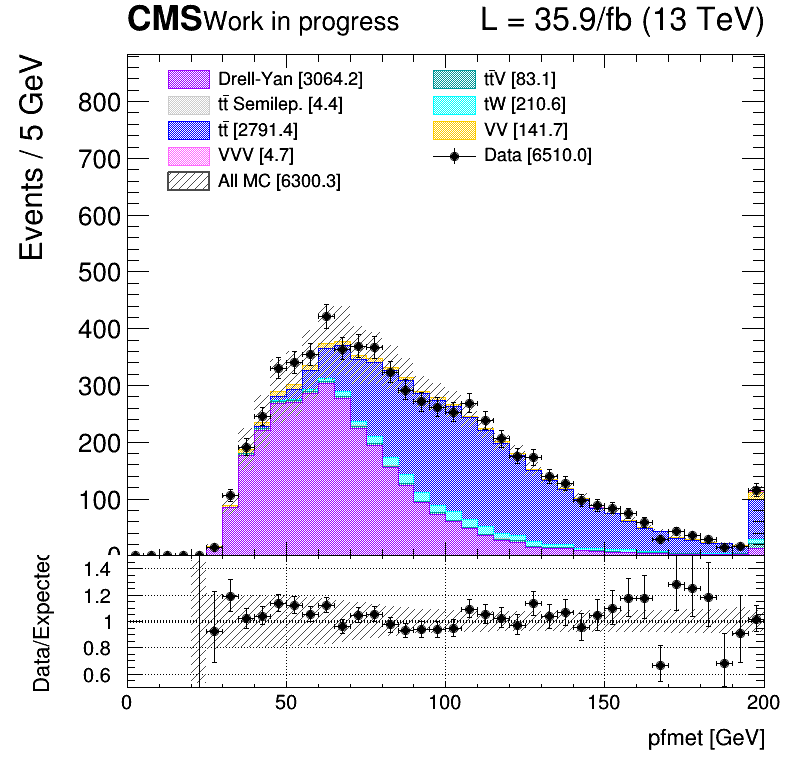 CMS Work in progress L = 35.9/fb (13 TeV)
Drell-Yan [3064.2] tt̄V [83.1]
tt̄ Semilep. [4.4] tW [210.6]
tt̄ [2791.4] VV [141.7]
VVV [4.7] Data [6510.0]
All MC [6300.3]
Events / 5 GeV
800
700
600
500
400
300
200
100
0
Data/Expected
1.4
1.2
1
0.8
0.6
0 50 100 150 200
pfmet [GeV]